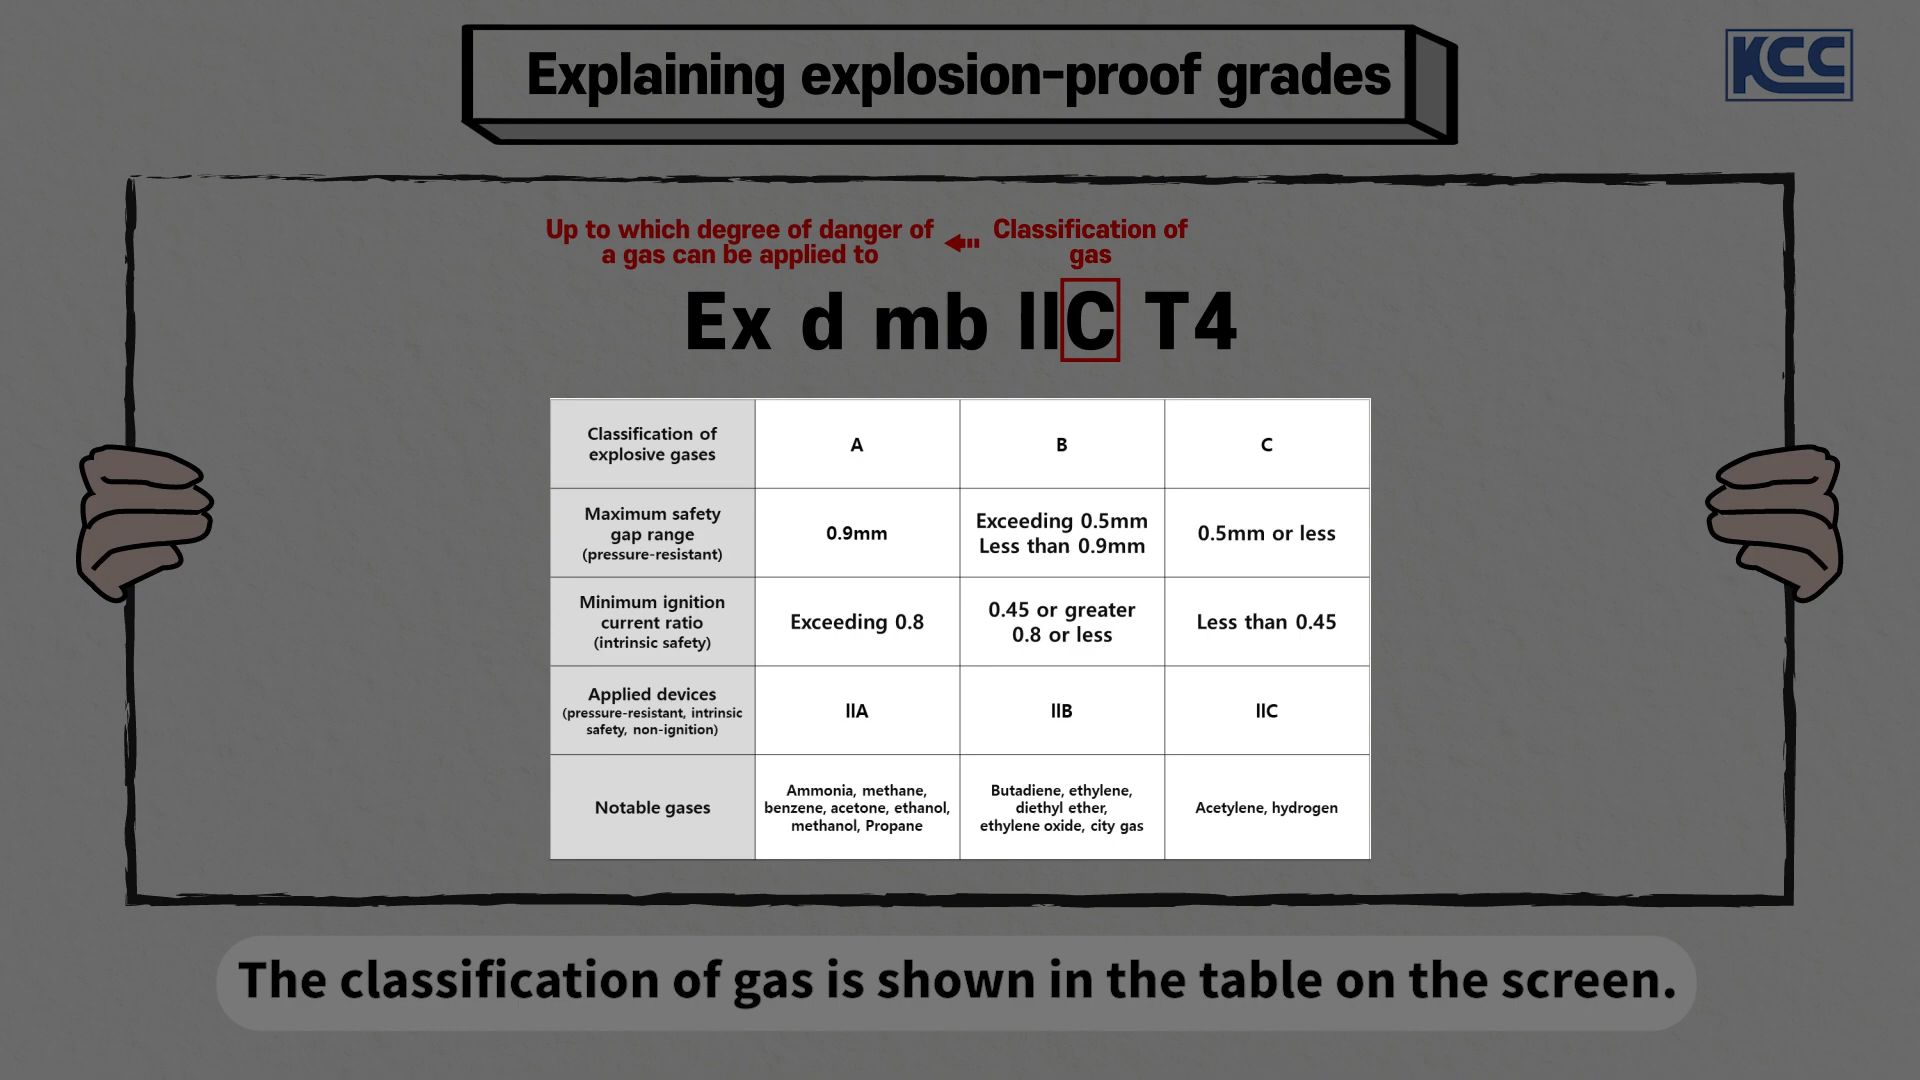 Explaining explosion-proof grades
KCC
Up to which degree of danger of
a gas can be applied to
Classification of
gas
Ex d mb llC T4
Classification of
explosive gases
A
B
C
Maximum safety
gap range
(pressure-resistant)
0.9mm
Exceeding 0.5mm
Less than 0.9mm
0.5mm or less
Minimum ignition
current ratio
(intrinsic safety)
Exceeding 0.8
0.45 or greater
0.8 or less
Less than 0.45
Applied devices
(pressure-resistant, intrinsic
safety, non-ignition)
llA
llB
llC
Notable gases
Ammonia, methane,
benzene, acetone, ethanol,
methanol, Propane
Butadiene, ethylene,
diethyl ether,
ethylene oxide, city gas
Acetylene, hydrogen
The classification of gas is shown in the table on the screen.